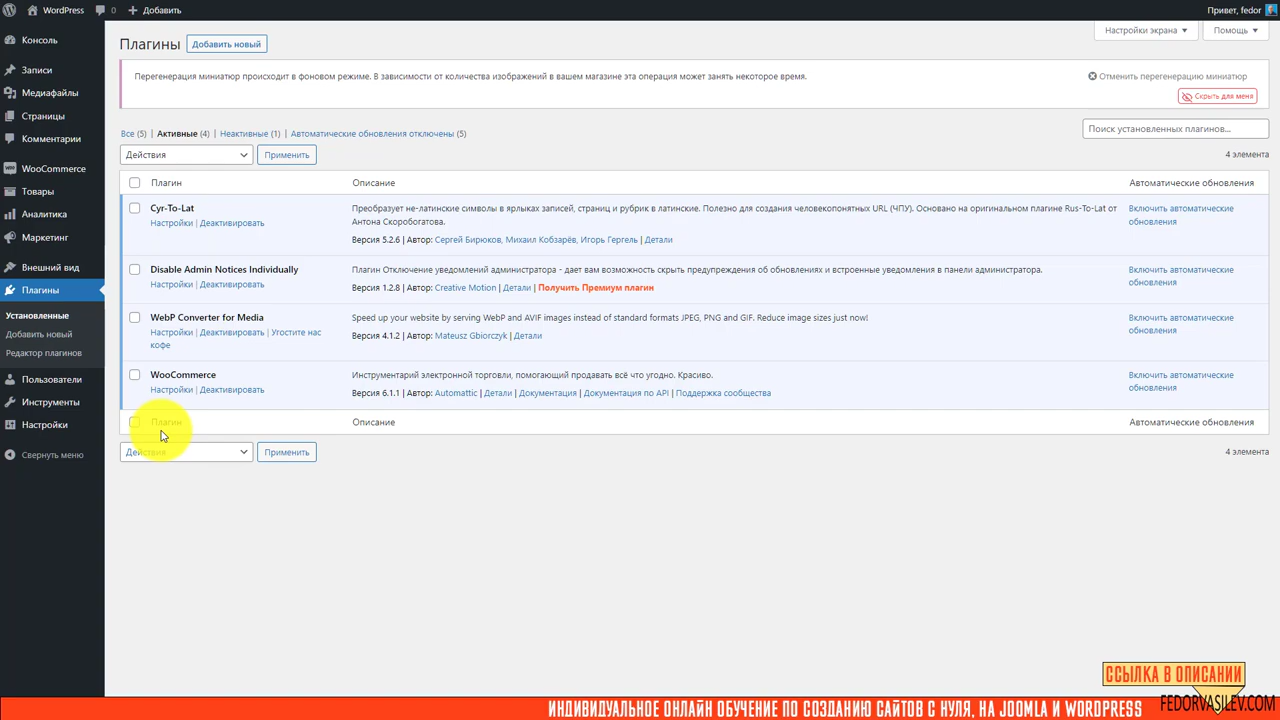 WordPress 0 Добавить Привет, fedor
Консоль
Записи
Медиафайлы
Страницы
Комментарии
WooCommerce
Товары
Аналитика
Маркетинг
Внешний вид
Плагины
Установленные
Добавить новый
Редактор плагинов
Пользователи
Инструменты
Настройки
Свернуть меню
Настройки экрана Помощь
Плагины Добавить новый
Перегенерация миниатюр происходит в фоновом режиме. В зависимости от количества изображений в вашем магазине эта операция может занять некоторое время. Отменить перегенерацию миниатюр
Скрыть для меня
Все (5) | Активные (4) | Неактивные (1) | Автоматические обновления отключены (5)
Поиск установленных плагинов...
Действия Применить 4 элемента
Плагин Описание Автоматические обновления
Cyr-To-Lat
Настройки | Деактивировать
Преобразует не-латинские символы в ярлыках записей, страниц и рубрик в латинские. Полезно для создания человекопонятных URL (ЧПУ). Основано на оригинальном плагине Rus-To-Lat от
Антона Скоробогатова.
Версия 5.2.6 | Автор: Сергей Бирюков, Михаил Кобзарёв, Игорь Гергель | Детали
Включить автоматические
обновления
Disable Admin Notices Individually
Настройки | Деактивировать
Плагин Отключение уведомлений администратора - дает вам возможность скрыть предупреждения об обновлениях и встроенные уведомления в панели администратора.
Версия 1.2.8 | Автор: Creative Motion | Детали | Получить Премиум плагин
Включить автоматические
обновления
WebP Converter for Media
Настройки | Деактивировать | Угостите нас
кофе
Speed up your website by serving WebP and AVIF images instead of standard formats JPEG, PNG and GIF. Reduce image sizes just now!
Версия 4.1.2 | Автор: Mateusz Gbiorczyk | Детали
Включить автоматические
обновления
WooCommerce
Настройки | Деактивировать
Инструментарий электронной торговли, помогающий продавать всё что угодно. Красиво.
Версия 6.1.1 | Автор: Automattic | Детали | Документация | Документация по API | Поддержка сообщества
Включить автоматические
обновления
Плагин Описание Автоматические обновления
Действия Применить 4 элемента
ССЫЛКА В ОПИСАНИИ
ИНДИВИДУАЛЬНОЕ ОНЛАЙН ОБУЧЕНИЕ ПО СОЗДАНИЮ САЙТОВ С НУЛЯ, НА JOOMLA И WORDPRESS FEDORVASILEV.COM